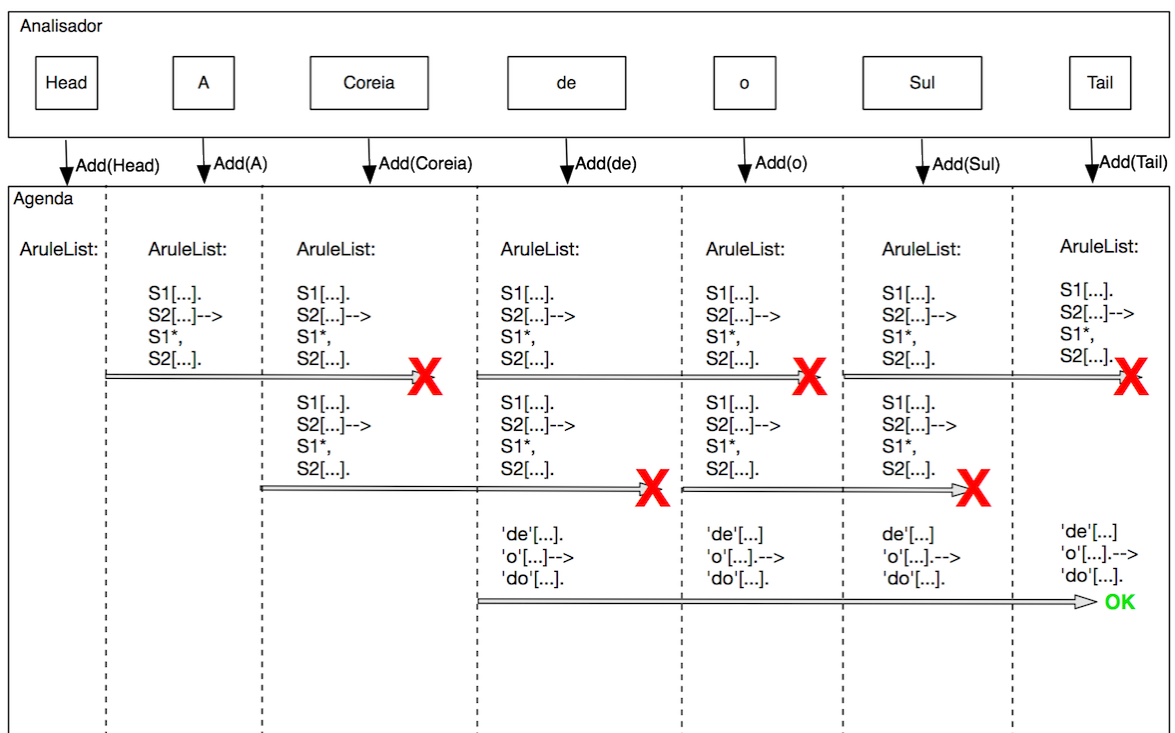 Analisador
Head
A
Coreia
de
o
Sul
Tail
Add(Head)
Add(A)
Add(Coreia)
Add(de)
Add(o)
Add(Sul)
Add(Tail)
Agenda
AruleList:
AruleList:
S1[...].
S2[...]-->
S1*,
S2[...].
AruleList:
S1[...].
S2[...]-->
S1*,
S2[...].
X
S1[...].
S2[...]-->
S1*,
S2[...].
AruleList:
S1[...].
S2[...]-->
S1*,
S2[...].
S1[...].
S2[...]-->
S1*,
S2[...].
X
'de'[...].
'o'[...]-->
'do'[...].
AruleList:
S1[...].
S2[...]-->
S1*,
S2[...].
X
S1[...].
S2[...]-->
S1*,
S2[...].
'de'[...]
'o'[...].-->
'do'[...].
AruleList:
S1[...].
S2[...]-->
S1*,
S2[...].
S1[...].
S2[...]-->
S1*,
S2[...].
X
de'[...]
'o'[...].-->
'do'[...].
AruleList:
S1[...].
S2[...]-->
S1*,
S2[...].
X
'de'[...]
'o'[...].-->
'do'[...].
OK